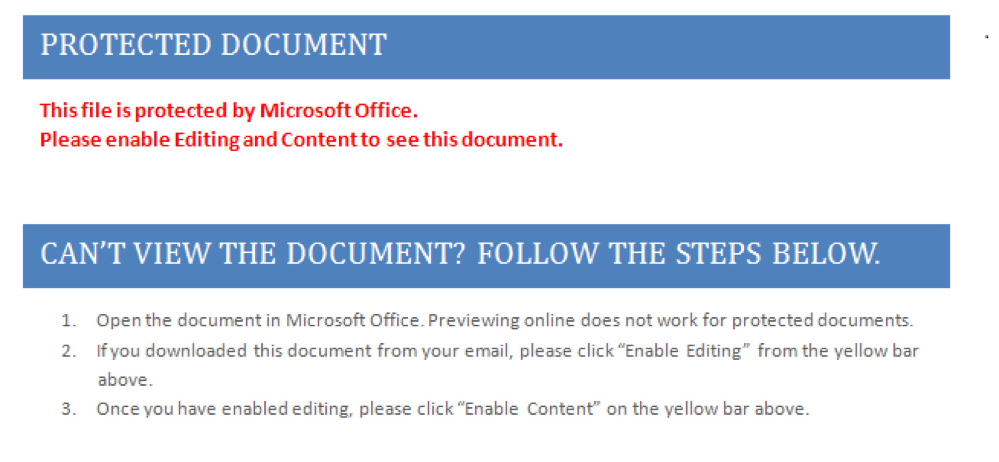 PROTECTED DOCUMENT
This file is protected by Microsoft Office.
Please enable Editing and Content to see this document.
CAN’T VIEW THE DOCUMENT? FOLLOW THE STEPS BELOW.
1. Open the document in Microsoft Office. Previewing online does not work for protected documents.
2. If you downloaded this document from your email, please click “Enable Editing” from the yellow bar
above.
3. Once you have enabled editing, please click “Enable Content” on the yellow bar above.